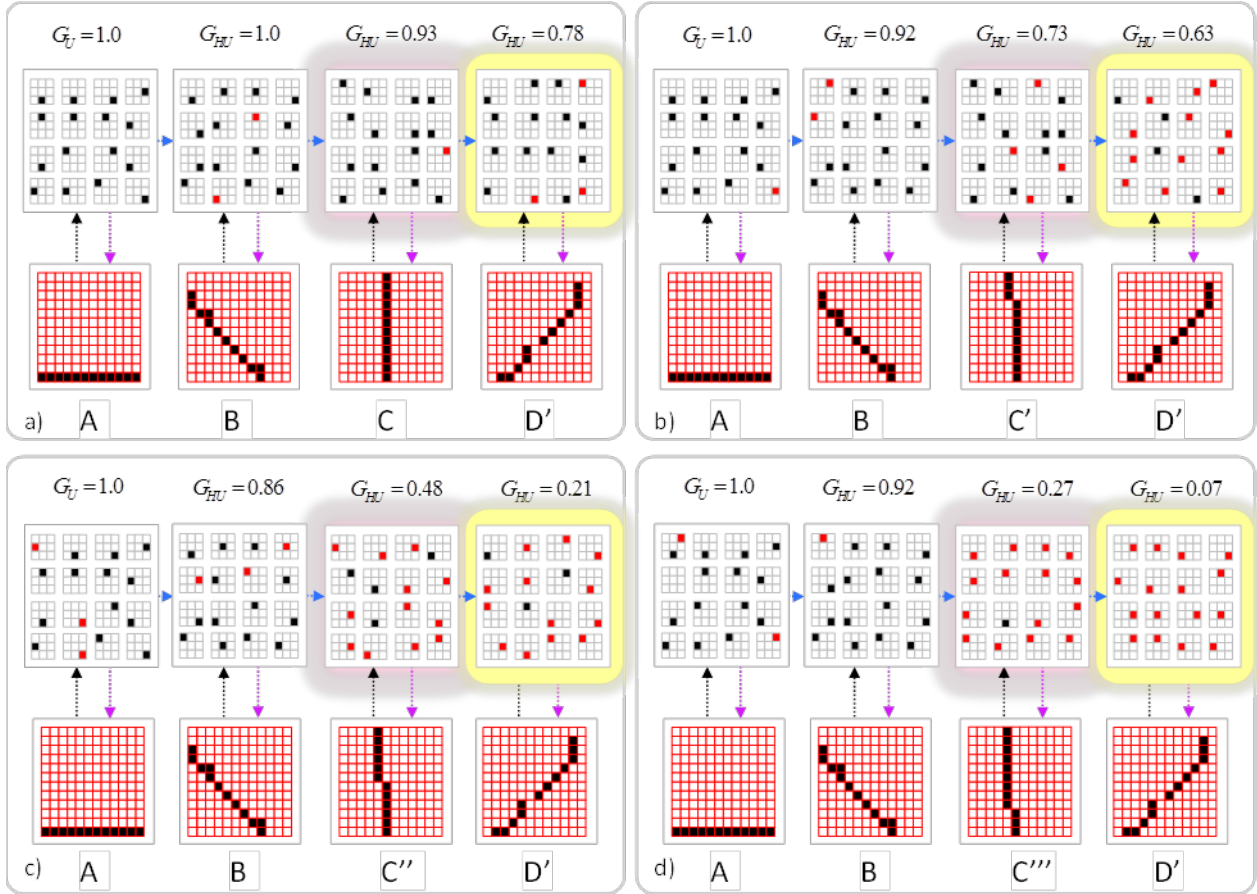 G_U = 1.0 G_HU = 1.0 G_HU = 0.93 G_HU = 0.78
a) A B C D'
G_U = 1.0 G_HU = 0.92 G_HU = 0.73 G_HU = 0.63
b) A B C' D'
G_U = 1.0 G_HU = 0.86 G_HU = 0.48 G_HU = 0.21
c) A B C'' D'
G_U = 1.0 G_HU = 0.92 G_HU = 0.27 G_HU = 0.07
d) A B C''' D'